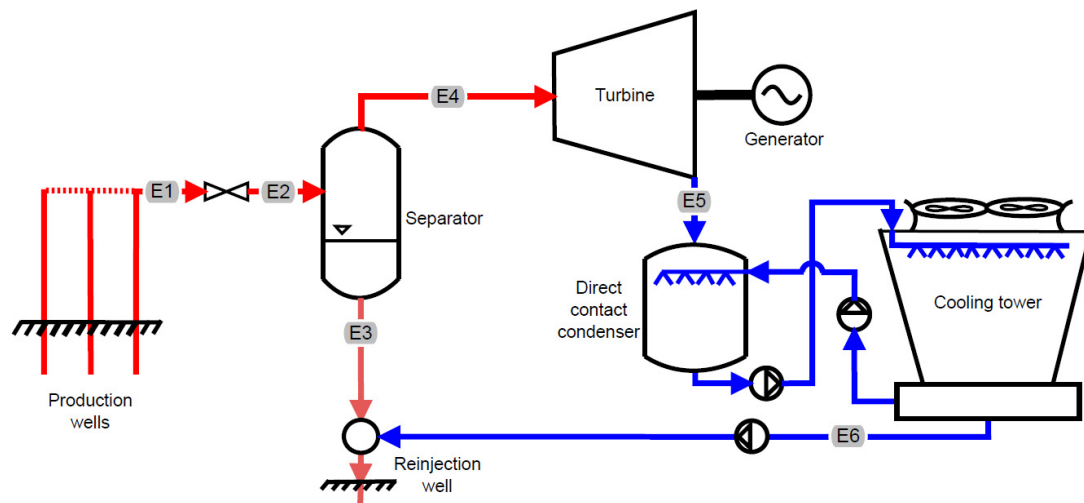 E4
Turbine
Generator
E1
E2
Separator
E5
Direct
contact
condenser
Cooling tower
E3
Production
wells
E6
Reinjection
well